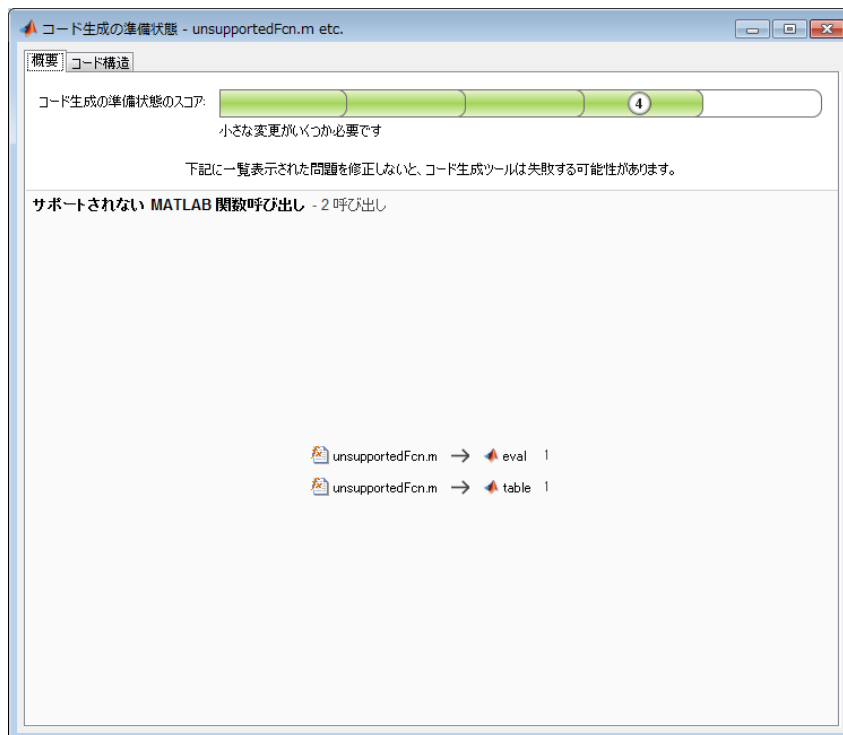 コード生成の準備状態 - unsupportedFcn.m etc.
概要 コード構造
コード生成の準備状態のスコア: 4
小さな変更がいくつか必要です
下記に一覧表示された問題を修正しないと、コード生成ツールは失敗する可能性があります。
サポートされない MATLAB 関数呼び出し - 2 呼び出し
unsupportedFcn.m → eval 1
unsupportedFcn.m → table 1